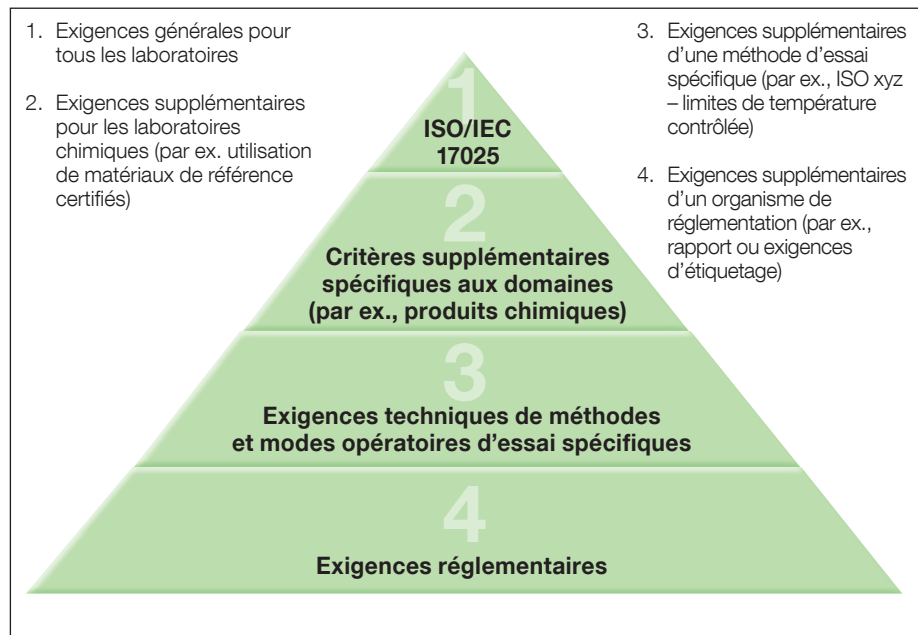 1. Exigences générales pour
tous les laboratoires
2. Exigences supplémentaires
pour les laboratoires
chimiques (par ex. utilisation
de matériaux de référence
certifiés)
3. Exigences supplémentaires
d'une méthode d'essai
spécifique (par ex., ISO xyz
– limites de température
contrôlée)
4. Exigences supplémentaires
d'un organisme de
réglementation (par ex.,
rapport ou exigences
d'étiquetage)
1
ISO/IEC
17025
2
Critères supplémentaires
spécifiques aux domaines
(par ex., produits chimiques)
3
Exigences techniques de méthodes
et modes opératoires d'essai spécifiques
4
Exigences réglementaires